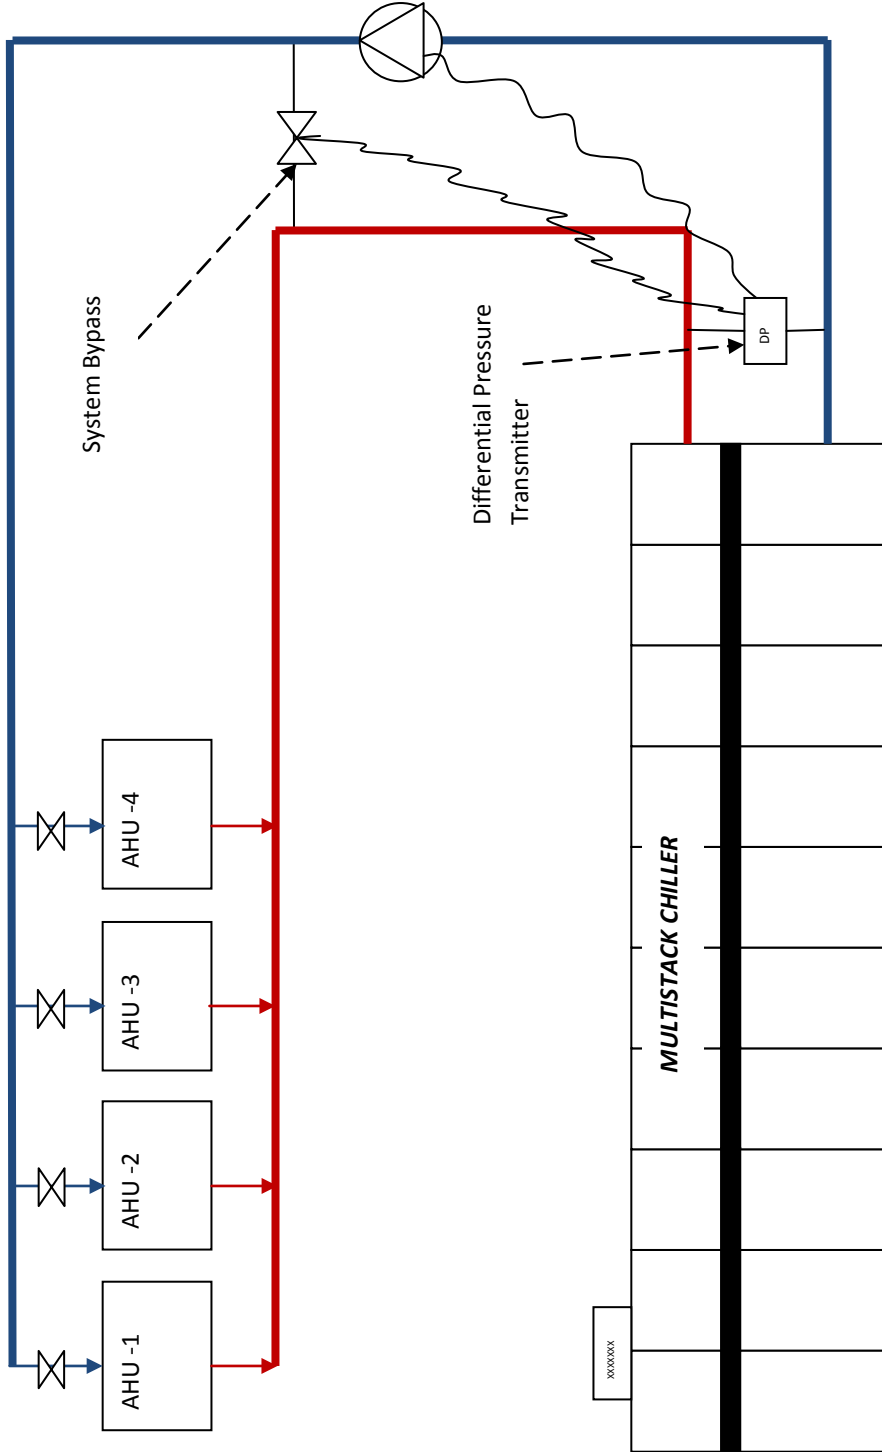 System Bypass
Differential Pressure
Transmitter
DP
AHU -1
AHU -2
AHU -3
AHU -4
MULTISTACK CHILLER
xxxxxxx